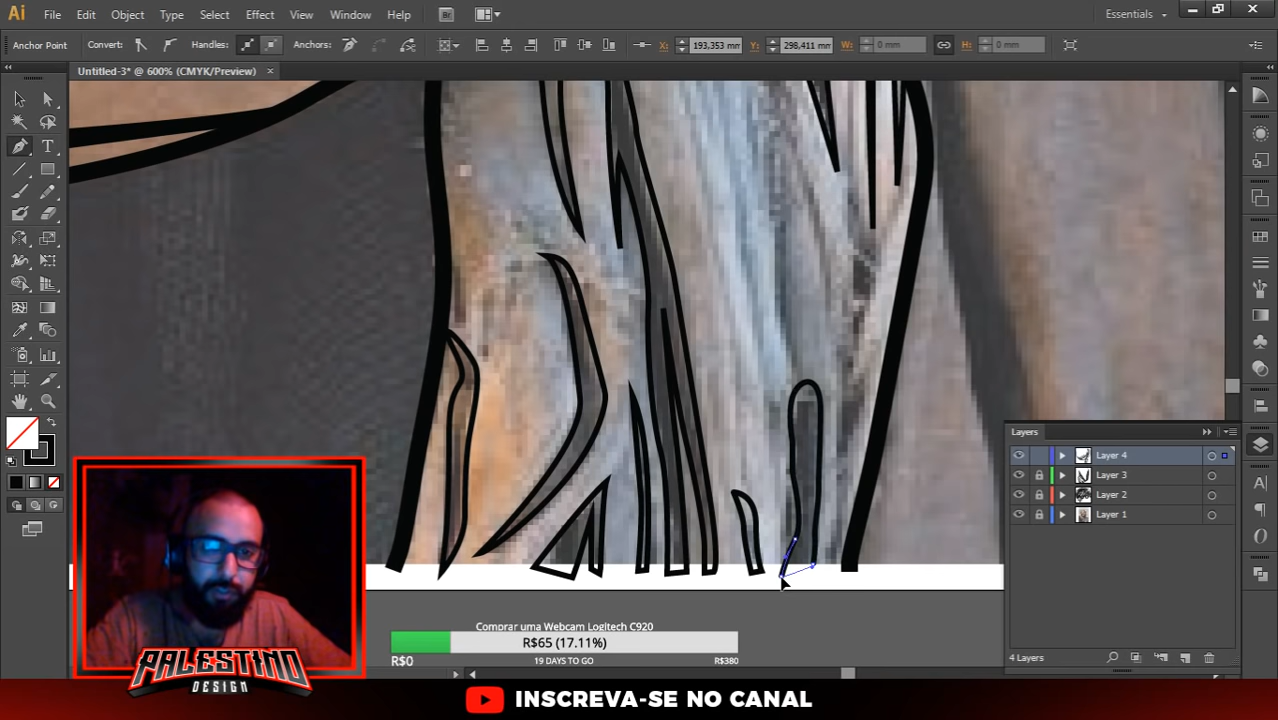 Ai File Edit Object Type Select Effect View Window Help Br Essentials
Anchor Point Convert: Handles: Anchors: X: 193,353 mm Y: 298,411 mm W: 0 mm H: 0 mm
Untitled-3* @ 600% (CMYK/Preview)
Layers
Layer 4
Layer 3
Layer 2
Layer 1
4 Layers
Comprar uma Webcam Logitech C920
R$65 (17.11%)
R$0 19 DAYS TO GO R$380
PALESTINO
DESIGN
INSCREVA-SE NO CANAL